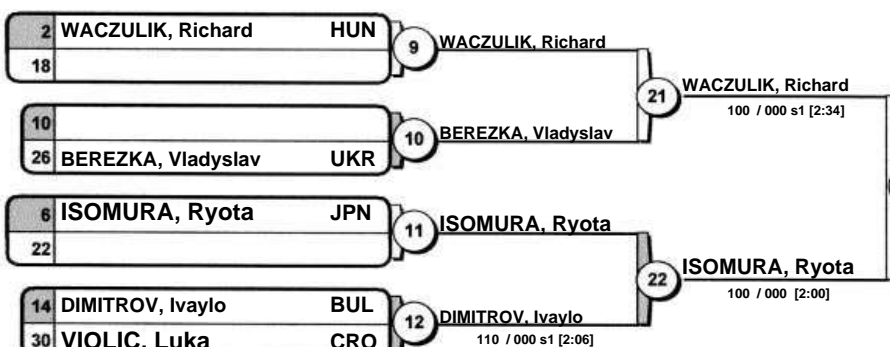 2 WACZULIK, Richard HUN
18
9
WACZULIK, Richard
10
26 BEREZKA, Vladyslav UKR
10
BEREZKA, Vladyslav
21
WACZULIK, Richard
100 / 000 s1 [2:34]
6 ISOMURA, Ryota JPN
22
11
ISOMURA, Ryota
14 DIMITROV, Ivaylo BUL
30 VIOLIC, Luka CRO
12
DIMITROV, Ivaylo
110 / 000 s1 [2:06]
22
ISOMURA, Ryota
100 / 000 [2:00]